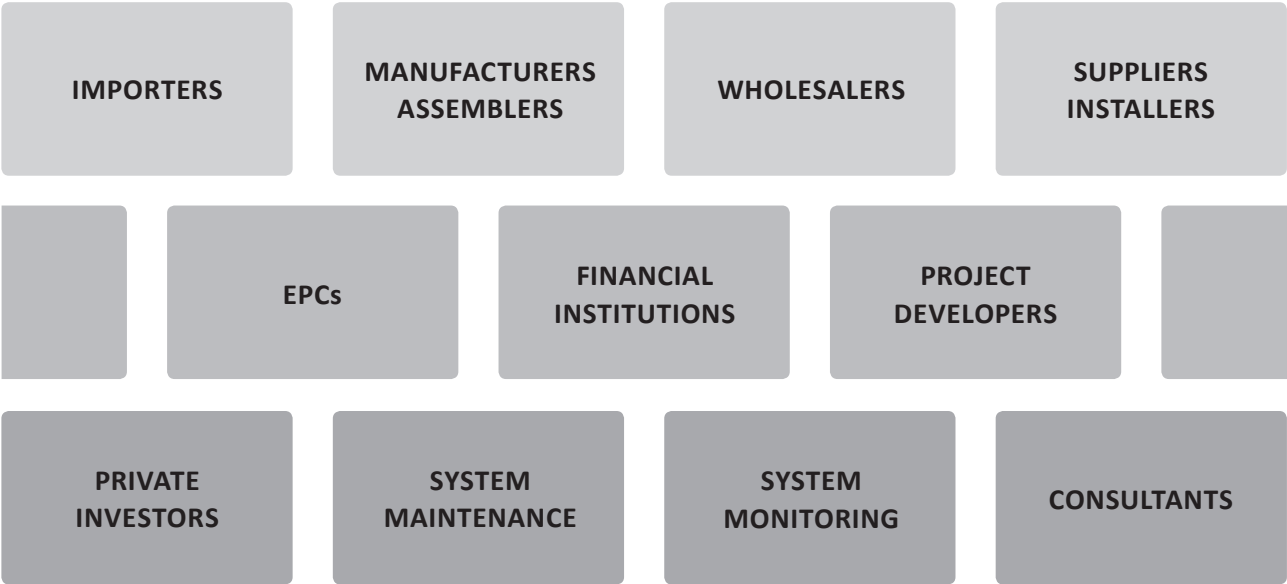 IMPORTERS
MANUFACTURERS
ASSEMBLERS
WHOLESALERS
SUPPLIERS
INSTALLERS
EPCs
FINANCIAL
INSTITUTIONS
PROJECT
DEVELOPERS
PRIVATE
INVESTORS
SYSTEM
MAINTENANCE
SYSTEM
MONITORING
CONSULTANTS